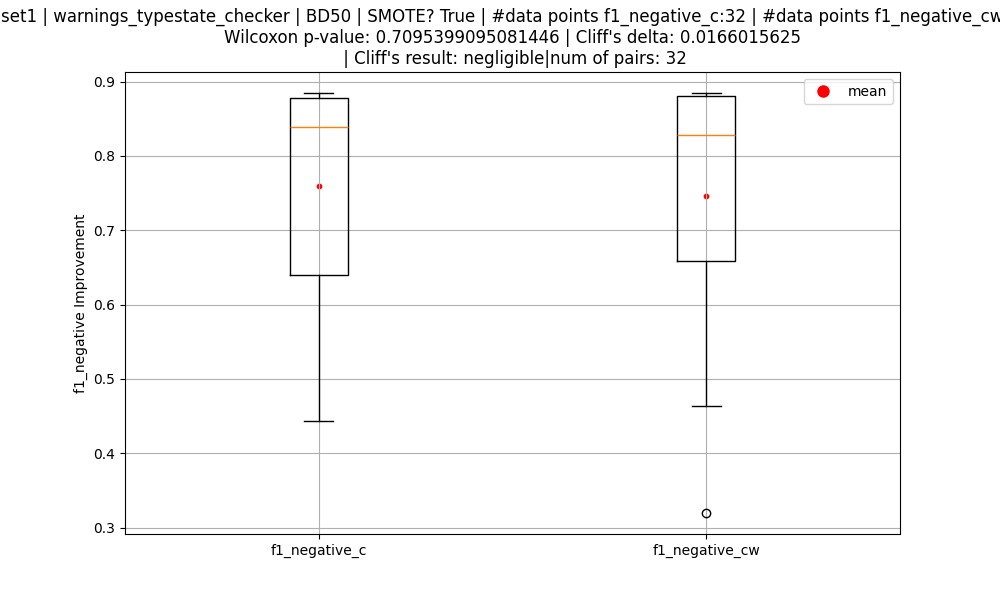 set1 | warnings_typestate_checker | BD50 | SMOTE? True | #data points f1_negative_c:32 | #data points f1_negative_cw
Wilcoxon p-value: 0.7095399095081446 | Cliff's delta: 0.0166015625
| Cliff's result: negligible|num of pairs: 32
mean
f1_negative Improvement
0.9
0.8
0.7
0.6
0.5
0.4
0.3
f1_negative_c
f1_negative_cw